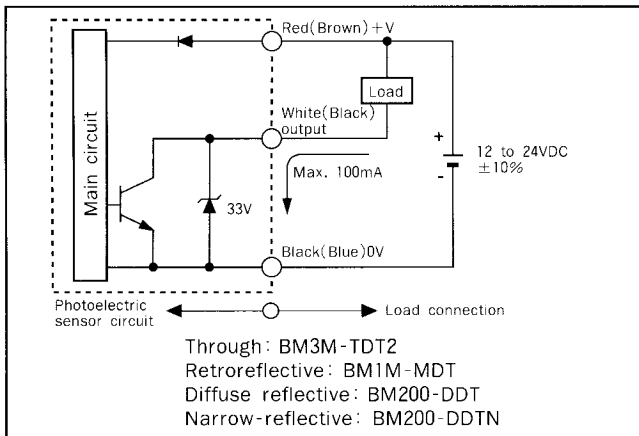 Red(Brown)+V
Load
White(Black)
output
Main circuit
+
12 to 24VDC
±10%
-
Max. 100mA
33V
Black(Blue)0V
Photoelectric
sensor circuit
Load connection
Through: BM3M-TDT2
Retroreflective: BM1M-MDT
Diffuse reflective: BM200-DDT
Narrow-reflective: BM200-DDTN